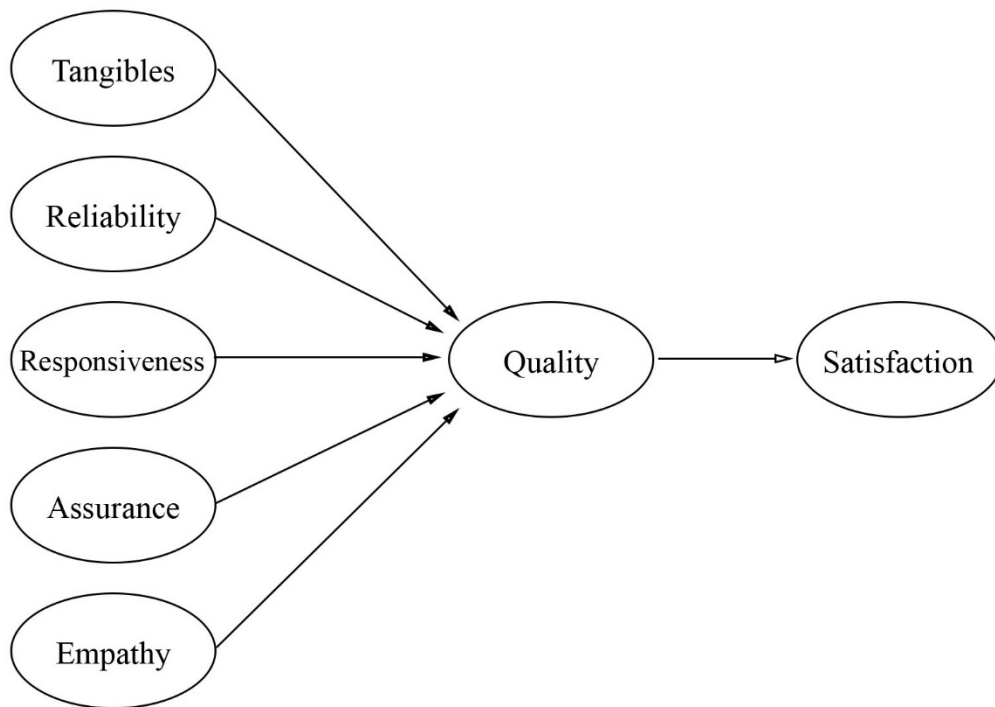 Tangibles
Reliability
Responsiveness
Assurance
Empathy
Quality
Satisfaction